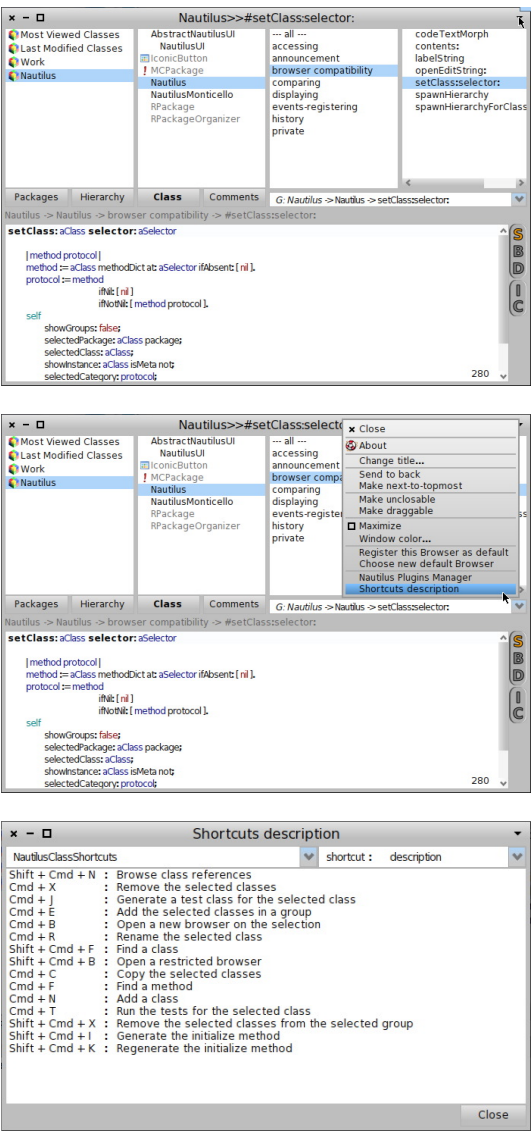 Nautilus>>#setClass:selector:
Most Viewed Classes
Last Modified Classes
Work
Nautilus
AbstractNautilusUI
NautilusUI
IconicButton
! MCPackage
Nautilus
NautilusMonticello
RPackage
RPackageOrganizer
--- all ---
accessing
announcement
browser compatibility
comparing
displaying
events-registering
history
private
codeTextMorph
contents:
labelString
openEditString:
setClass:selector:
spawnHierarchy
spawnHierarchyForClass
Packages Hierarchy Class Comments G: Nautilus -> Nautilus -> setClass:selector:
Nautilus -> Nautilus -> browser compatibility -> #setClass:selector:
setClass: aClass selector: aSelector
| method protocol |
method := aClass methodDict at: aSelector ifAbsent: [ nil ].
protocol := method
ifNil: [ nil ]
ifNotNil: [ method protocol ].
self
showGroups: false;
selectedPackage: aClass package;
selectedClass: aClass;
showInstance: aClass isMeta not;
selectedCategory: protocol;
280
S
B
D
I
C
Nautilus>>#setClass:selecto
Most Viewed Classes
Last Modified Classes
Work
Nautilus
AbstractNautilusUI
NautilusUI
IconicButton
! MCPackage
Nautilus
NautilusMonticello
RPackage
RPackageOrganizer
--- all ---
accessing
announcement
browser compa
comparing
displaying
events-register
history
private
Close
About
Change title...
Send to back
Make next-to-topmost
Make unclosable
Make draggable
Maximize
Window color...
Register this Browser as default
Choose new default Browser
Nautilus Plugins Manager
Shortcuts description
ss
Packages Hierarchy Class Comments G: Nautilus -> Nautilus -> setClass:selector:
Nautilus -> Nautilus -> browser compatibility -> #setClass:selector:
setClass: aClass selector: aSelector
| method protocol |
method := aClass methodDict at: aSelector ifAbsent: [ nil ].
protocol := method
ifNil: [ nil ]
ifNotNil: [ method protocol ].
self
showGroups: false;
selectedPackage: aClass package;
selectedClass: aClass;
showInstance: aClass isMeta not;
selectedCategory: protocol;
280
S
B
D
I
C
Shortcuts description
NautilusClassShortcuts shortcut : description
Shift + Cmd + N : Browse class references
Cmd + X : Remove the selected classes
Cmd + J : Generate a test class for the selected class
Cmd + E : Add the selected classes in a group
Cmd + B : Open a new browser on the selection
Cmd + R : Rename the selected class
Shift + Cmd + F : Find a class
Shift + Cmd + B : Open a restricted browser
Cmd + C : Copy the selected classes
Cmd + F : Find a method
Cmd + N : Add a class
Cmd + T : Run the tests for the selected class
Shift + Cmd + X : Remove the selected classes from the selected group
Shift + Cmd + I : Generate the initialize method
Shift + Cmd + K : Regenerate the initialize method
Close